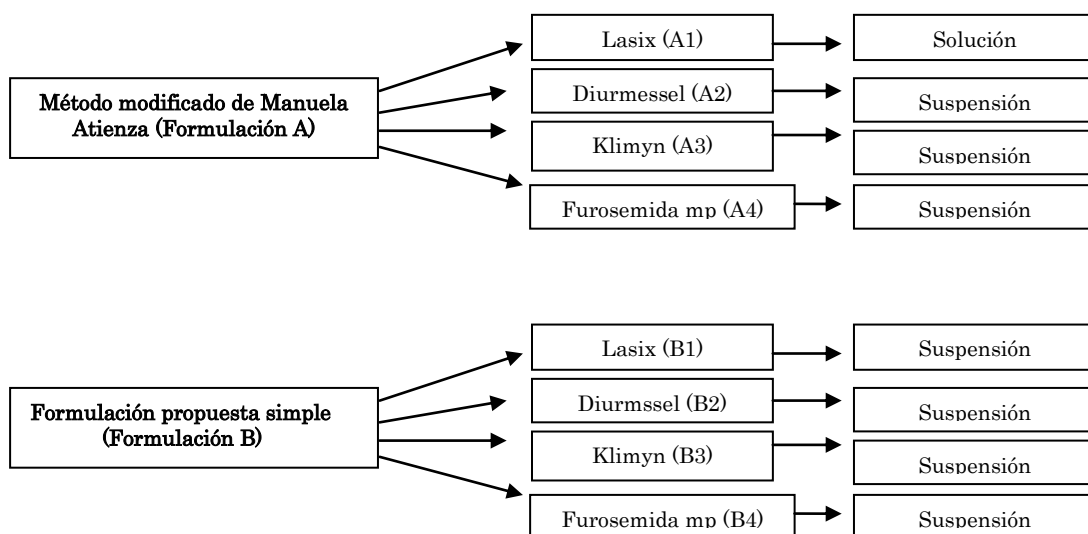 Lasix (A1)
Solución
Método modificado de Manuela
Atienza (Formulación A)
Diurmessel (A2)
Suspensión
Klimyn (A3)
Suspensión
Furosemida mp (A4)
Suspensión
Lasix (B1)
Suspensión
Formulación propuesta simple
(Formulación B)
Diurmssel (B2)
Suspensión
Klimyn (B3)
Suspensión
Furosemida mp (B4)
Suspensión